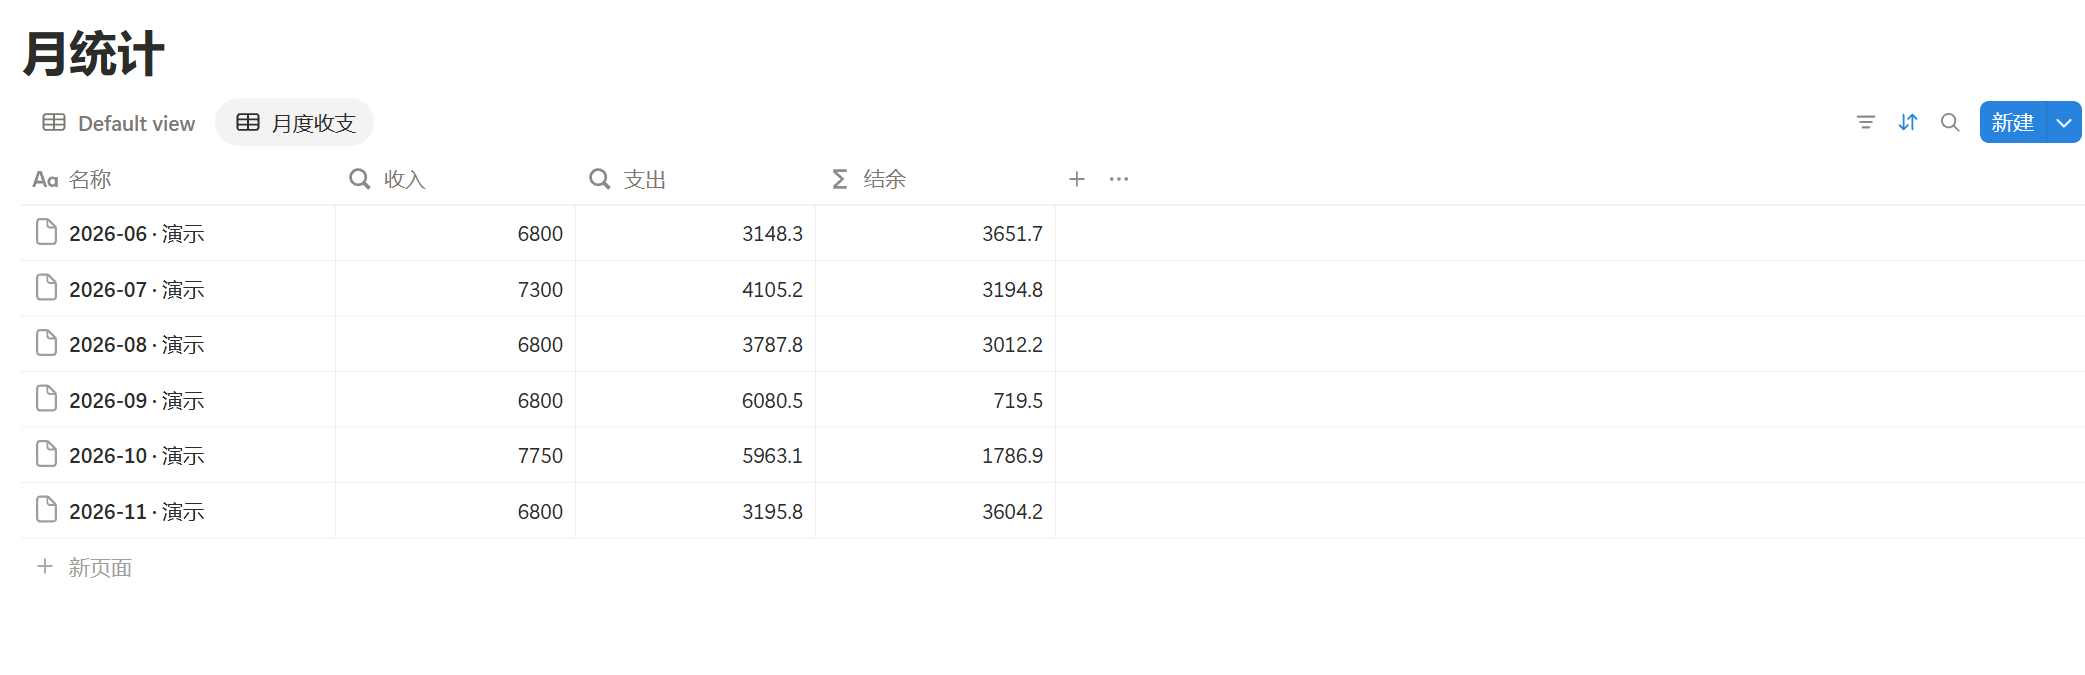 月统计
Default view 月度收支 新建
Aa 名称 收入 支出 Σ 结余 + ···
2026-06 · 演示 6800 3148.3 3651.7
2026-07 · 演示 7300 4105.2 3194.8
2026-08 · 演示 6800 3787.8 3012.2
2026-09 · 演示 6800 6080.5 719.5
2026-10 · 演示 7750 5963.1 1786.9
2026-11 · 演示 6800 3195.8 3604.2
+ 新页面